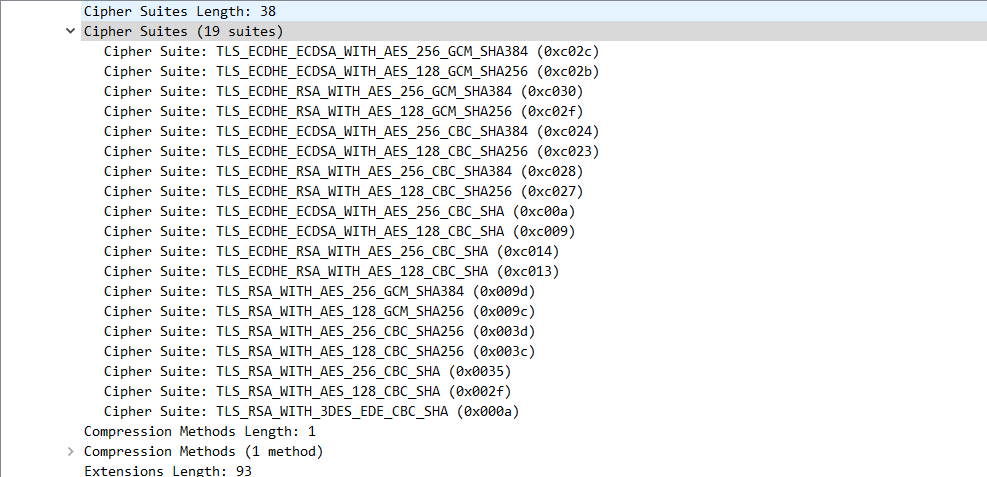 Cipher Suites Length: 38
Cipher Suites (19 suites)
Cipher Suite: TLS_ECDHE_ECDSA_WITH_AES_256_GCM_SHA384 (0xc02c)
Cipher Suite: TLS_ECDHE_ECDSA_WITH_AES_128_GCM_SHA256 (0xc02b)
Cipher Suite: TLS_ECDHE_RSA_WITH_AES_256_GCM_SHA384 (0xc030)
Cipher Suite: TLS_ECDHE_RSA_WITH_AES_128_GCM_SHA256 (0xc02f)
Cipher Suite: TLS_ECDHE_ECDSA_WITH_AES_256_CBC_SHA384 (0xc024)
Cipher Suite: TLS_ECDHE_ECDSA_WITH_AES_128_CBC_SHA256 (0xc023)
Cipher Suite: TLS_ECDHE_RSA_WITH_AES_256_CBC_SHA384 (0xc028)
Cipher Suite: TLS_ECDHE_RSA_WITH_AES_128_CBC_SHA256 (0xc027)
Cipher Suite: TLS_ECDHE_ECDSA_WITH_AES_256_CBC_SHA (0xc00a)
Cipher Suite: TLS_ECDHE_ECDSA_WITH_AES_128_CBC_SHA (0xc009)
Cipher Suite: TLS_ECDHE_RSA_WITH_AES_256_CBC_SHA (0xc014)
Cipher Suite: TLS_ECDHE_RSA_WITH_AES_128_CBC_SHA (0xc013)
Cipher Suite: TLS_RSA_WITH_AES_256_GCM_SHA384 (0x009d)
Cipher Suite: TLS_RSA_WITH_AES_128_GCM_SHA256 (0x009c)
Cipher Suite: TLS_RSA_WITH_AES_256_CBC_SHA256 (0x003d)
Cipher Suite: TLS_RSA_WITH_AES_128_CBC_SHA256 (0x003c)
Cipher Suite: TLS_RSA_WITH_AES_256_CBC_SHA (0x0035)
Cipher Suite: TLS_RSA_WITH_AES_128_CBC_SHA (0x002f)
Cipher Suite: TLS_RSA_WITH_3DES_EDE_CBC_SHA (0x000a)
Compression Methods Length: 1
Compression Methods (1 method)
Extensions Length: 93